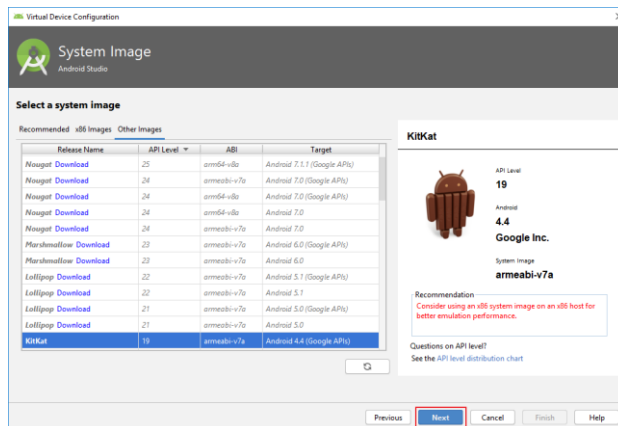 Virtual Device Configuration
System Image
Android Studio
Select a system image
Recommended x86 Images Other Images
Release Name API Level ABI Target
Nougat Download 25 arm64-v8a Android 7.1.1 (Google APIs)
Nougat Download 24 armeabi-v7a Android 7.0 (Google APIs)
Nougat Download 24 arm64-v8a Android 7.0 (Google APIs)
Nougat Download 24 arm64-v8a Android 7.0
Nougat Download 24 armeabi-v7a Android 7.0
Marshmallow Download 23 armeabi-v7a Android 6.0 (Google APIs)
Marshmallow Download 23 armeabi-v7a Android 6.0
Lollipop Download 22 armeabi-v7a Android 5.1 (Google APIs)
Lollipop Download 22 armeabi-v7a Android 5.1
Lollipop Download 21 armeabi-v7a Android 5.0 (Google APIs)
Lollipop Download 21 armeabi-v7a Android 5.0
KitKat 19 armeabi-v7a Android 4.4 (Google APIs)
KitKat
API Level
19
Android
4.4
Google Inc.
System Image
armeabi-v7a
Recommendation
Consider using an x86 system image on an x86 host for
better emulation performance.
Questions on API level?
See the API level distribution chart
Previous Next Cancel Finish Help